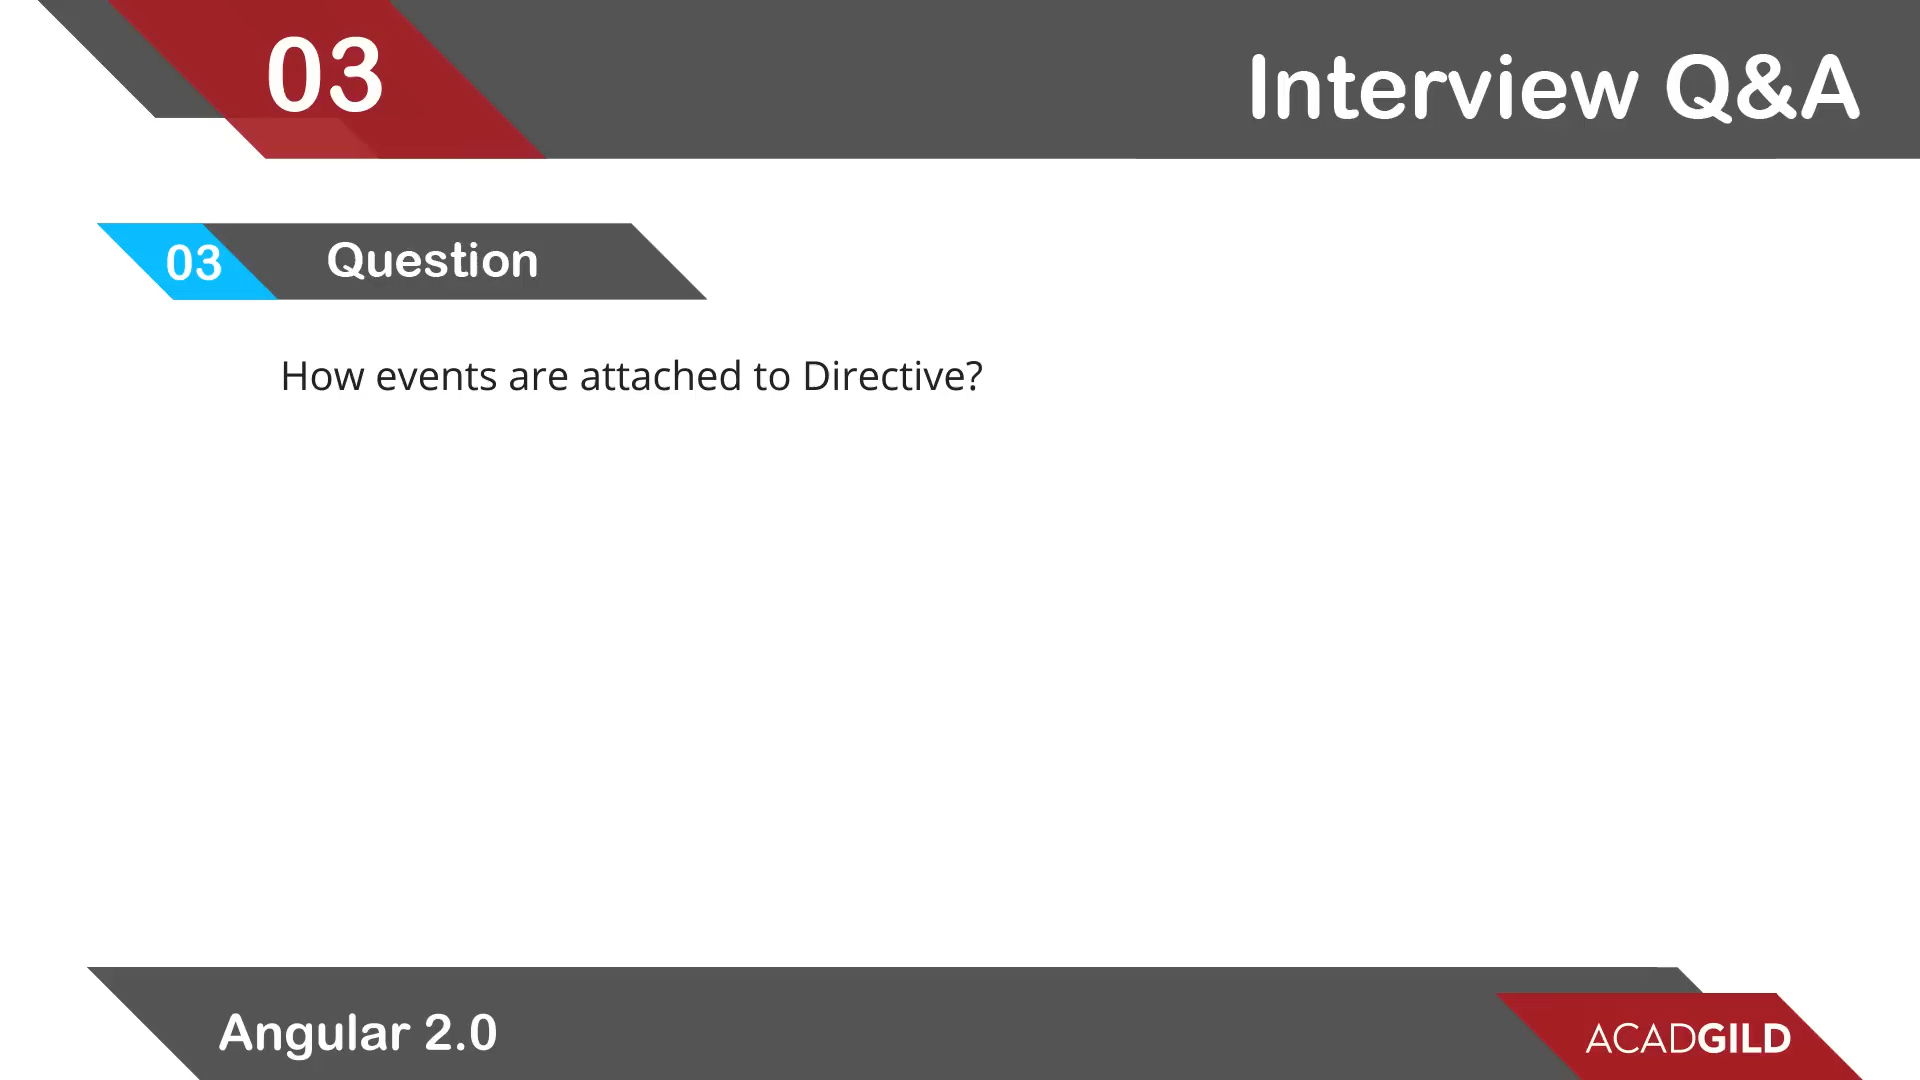 03
Interview Q&A
03 Question
How events are attached to Directive?
Angular 2.0
ACADGILD